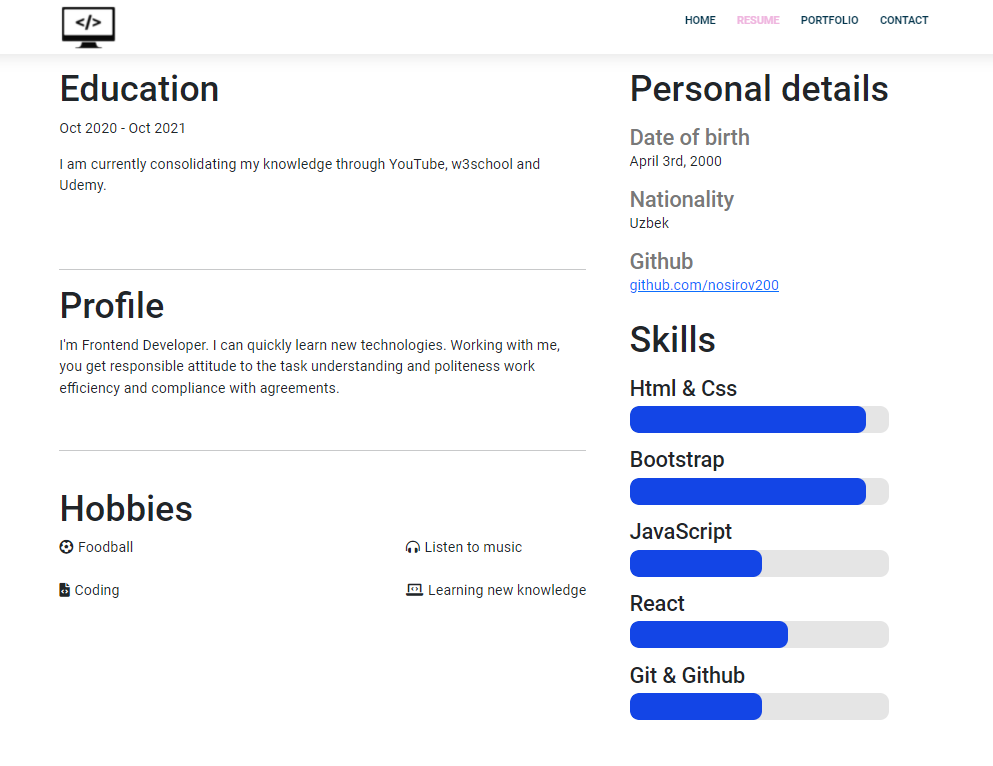 </>
HOME RESUME PORTFOLIO CONTACT
Education
Oct 2020 - Oct 2021
I am currently consolidating my knowledge through YouTube, w3school and
Udemy.
Profile
I'm Frontend Developer. I can quickly learn new technologies. Working with me,
you get responsible attitude to the task understanding and politeness work
efficiency and compliance with agreements.
Hobbies
Foodball
Listen to music
Coding
Learning new knowledge
Personal details
Date of birth
April 3rd, 2000
Nationality
Uzbek
Github
github.com/nosirov200
Skills
Html & Css
Bootstrap
JavaScript
React
Git & Github